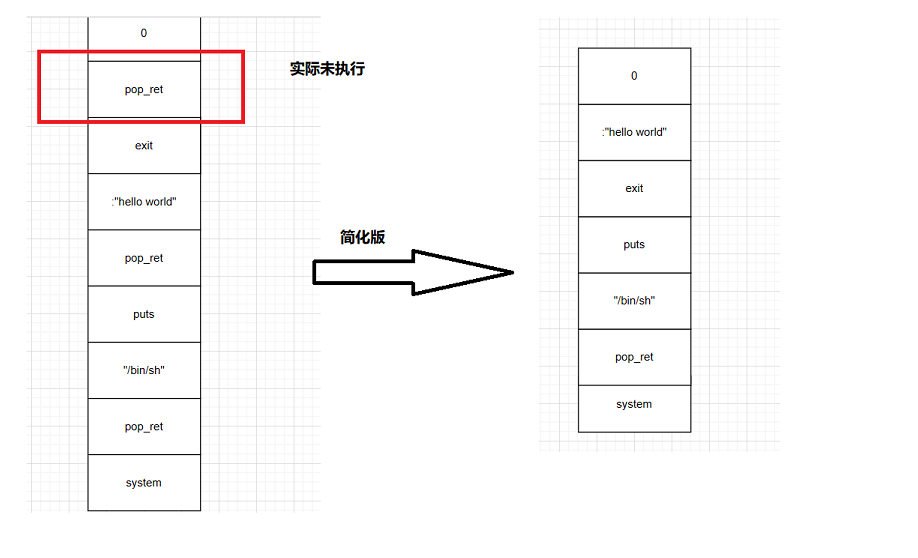 0
pop_ret
实际未执行
exit
:"hello world"
pop_ret
puts
"/bin/sh"
pop_ret
system
简化版
0
:"hello world"
exit
puts
"/bin/sh"
pop_ret
system